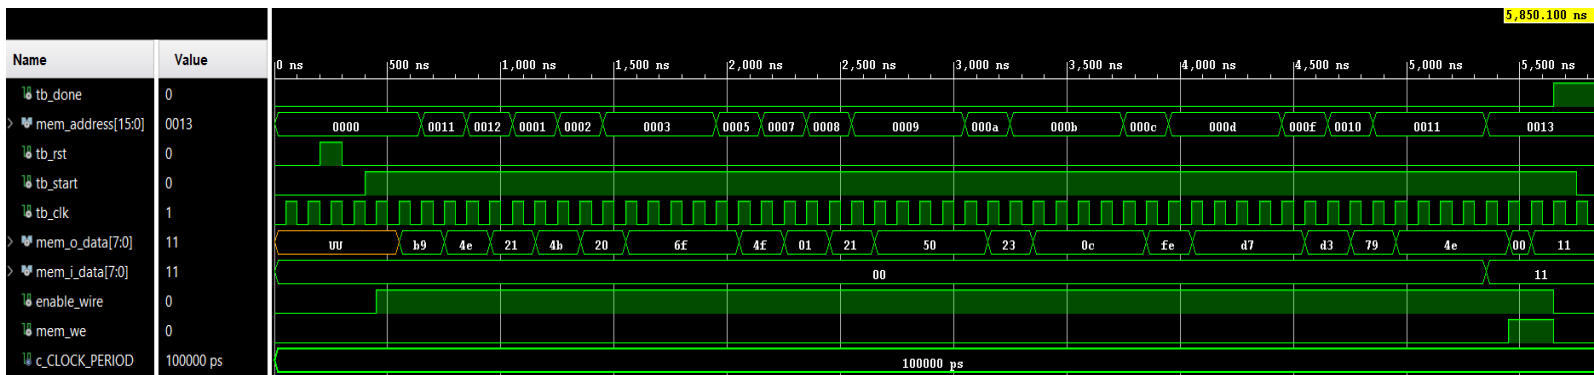 5,850.100 ns
Name Value
0 ns 500 ns 1,000 ns 1,500 ns 2,000 ns 2,500 ns 3,000 ns 3,500 ns 4,000 ns 4,500 ns 5,000 ns 5,500 ns
tb_done 0
mem_address[15:0] 0013 0000 0011 0012 0001 0002 0003 0005 0007 0008 0009 000a 000b 000c 000d 000f 0010 0011 0013
tb_rst 0
tb_start 0
tb_clk 1
mem_o_data[7:0] 11 UU b9 4e 21 4b 20 6f 4f 01 21 50 23 0c fe d7 d3 79 4e 00 11
mem_i_data[7:0] 11 00 11
enable_wire 0
mem_we 0
c_CLOCK_PERIOD 100000 ps 100000 ps